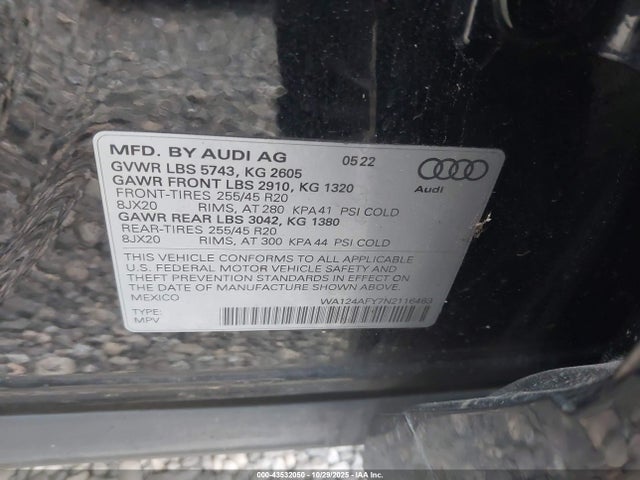 MFD. BY AUDI AG 0522
GVWR LBS 5743, KG 2605
GAWR FRONT LBS 2910, KG 1320
FRONT-TIRES 255/45 R20
8JX20 RIMS, AT 280 KPA 41 PSI COLD
GAWR REAR LBS 3042, KG 1380
REAR-TIRES 255/45 R20
8JX20 RIMS, AT 300 KPA 44 PSI COLD
Audi
THIS VEHICLE CONFORMS TO ALL APPLICABLE
U.S. FEDERAL MOTOR VEHICLE SAFETY AND
THEFT PREVENTION STANDARDS IN EFFECT ON
THE DATE OF MANUFACTURE SHOWN ABOVE.
MEXICO
WA124AFY7N2116463
TYPE:
MPV
000-43532050 - 10/29/2025 - IAA, LLC